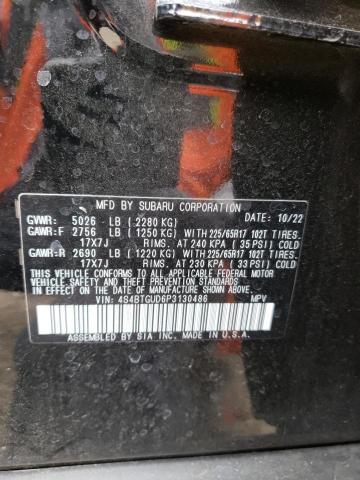 MFD BY SUBARU CORPORATION DATE: 10/22
GVWR: 5026 LB (2280 KG)
GAWR:F 2756 LB (1250 KG) WITH 225/65R17 102T TIRES,
17X7J RIMS, AT 240 KPA (35 PSI) COLD
GAWR:R 2690 LB (1220 KG) WITH 225/65R17 102T TIRES,
17X7J RIMS, AT 230 KPA (33 PSI) COLD
THIS VEHICLE CONFORMS TO ALL APPLICABLE FEDERAL
MOTOR VEHICLE SAFETY STANDARDS IN EFFECT ON THE
DATE OF MANUFACTURE SHOWN ABOVE.
VIN: 4S4BTGUD6P3130486 MPV
ASSEMBLED BY SIA INC. MADE IN U.S.A.